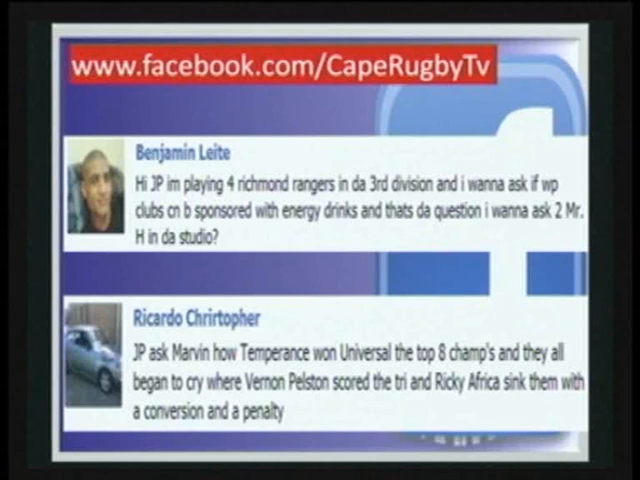 www.facebook.com/CapeRugbyTv
Benjamin Leite
Hi JP im playing 4 richmond rangers in da 3rd division and i wanna ask if wp
clubs cn b sponsored with energy drinks and thats da question i wanna ask 2 Mr.
H in da studio?
Ricardo Chrirtopher
JP ask Marvin how Temperance won Universal the top 8 champ's and they all
began to cry where Vernon Pelston scored the tri and Ricky Africa sink them with
a conversion and a penalty